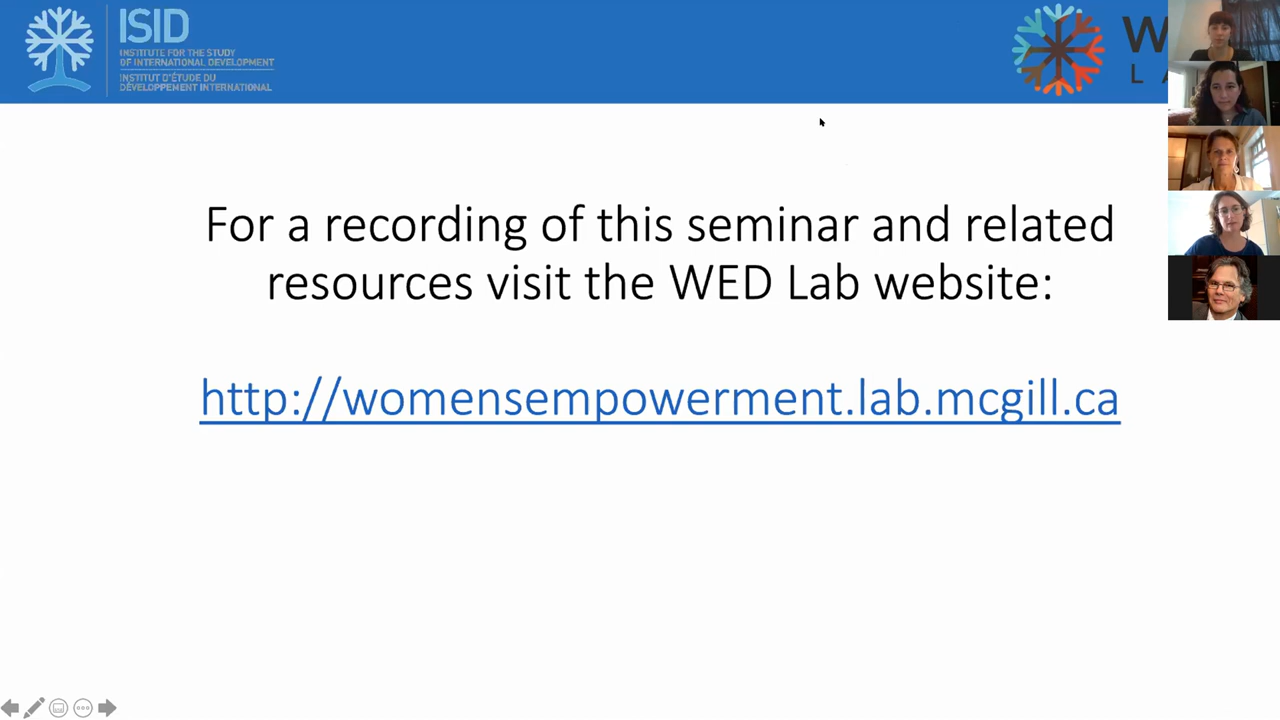 ISID
INSTITUTE FOR THE STUDY
OF INTERNATIONAL DEVELOPMENT
INSTITUT D'ÉTUDE DU
DÉVELOPPEMENT INTERNATIONAL
For a recording of this seminar and related
resources visit the WED Lab website:
http://womensempowerment.lab.mcgill.ca